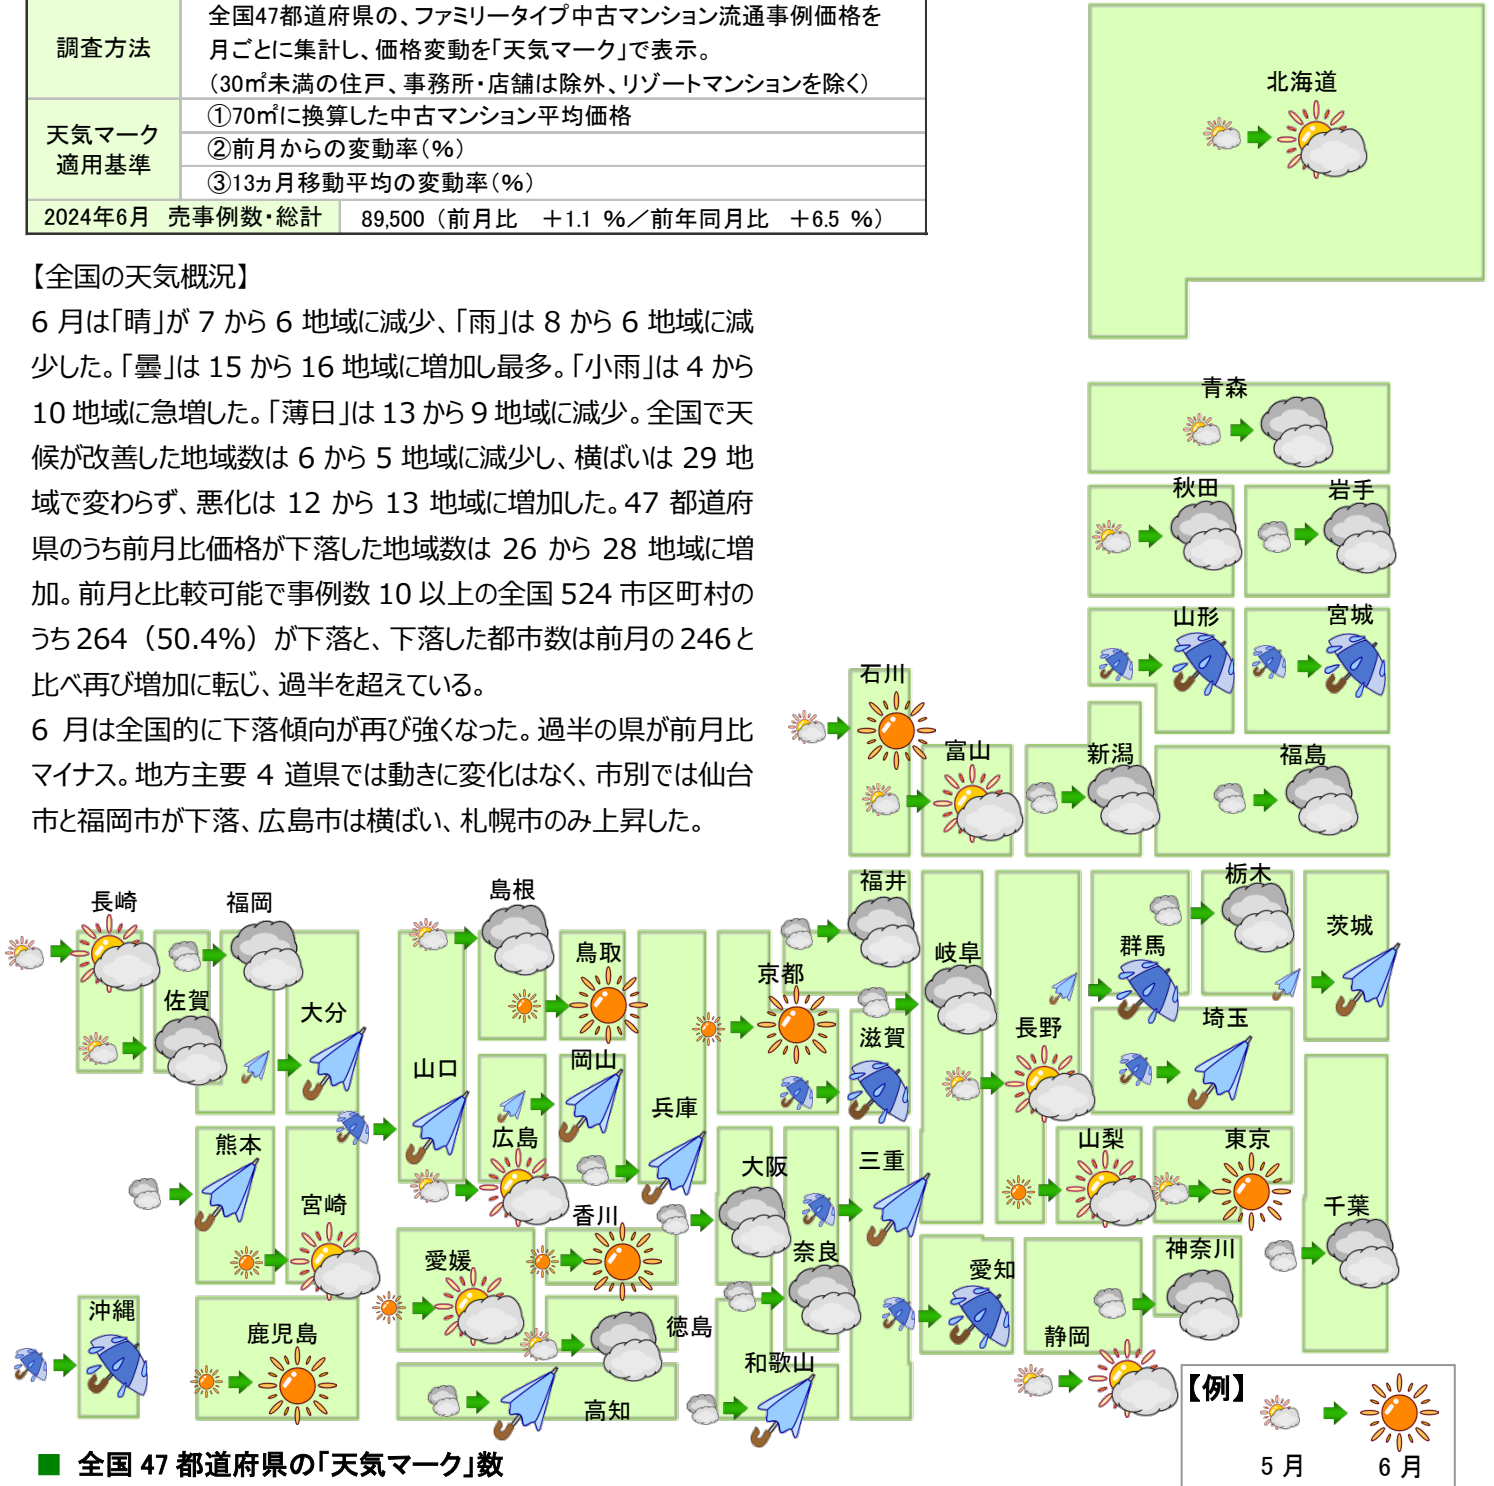 全国47都道府県の、ファミリータイプ中古マンション流通事例価格を
調査方法
月ごとに集計し、価格変動を「天気マーク」で表示。
（30㎡未満の住戸、事務所・店舗は除外、リゾートマンションを除く）
天気マーク
適用基準
①70㎡に換算した中古マンション平均価格
②前月からの変動率（％）
③13ヵ月移動平均の変動率（％）
2024年6月　売事例数・総計
89,500（前月比　＋1.1 ％／前年同月比　＋6.5 ％）
【全国の天気概況】
6 月は「晴」が 7 から 6 地域に減少、「雨」は 8 から 6 地域に減
少した。「曇」は 15 から 16 地域に増加し最多。「小雨」は 4 から
10 地域に急増した。「薄日」は 13 から 9 地域に減少。全国で天
候が改善した地域数は 6 から 5 地域に減少し、横ばいは 29 地
域で変わらず、悪化は 12 から 13 地域に増加した。47 都道府
県のうち前月比価格が下落した地域数は 26 から 28 地域に増
加。前月と比較可能で事例数 10 以上の全国 524 市区町村の
うち 264（50.4%）が下落と、下落した都市数は前月の 246 と
比べ再び増加に転じ、過半を超えている。
6 月は全国的に下落傾向が再び強くなった。過半の県が前月比
マイナス。地方主要 4 道県では動きに変化はなく、市別では仙台
市と福岡市が下落、広島市は横ばい、札幌市のみ上昇した。
北海道
青森
秋田
岩手
山形
宮城
石川
富山
新潟
福島
長崎
福岡
島根
福井
栃木
茨城
鳥取
京都
岐阜
群馬
佐賀
大分
山口
岡山
滋賀
長野
埼玉
兵庫
熊本
広島
大阪
三重
山梨
東京
宮崎
香川
千葉
愛媛
奈良
愛知
神奈川
沖縄
鹿児島
徳島
静岡
和歌山
高知
【例】
5 月
6 月
■ 全国 47 都道府県の「天気マーク」数